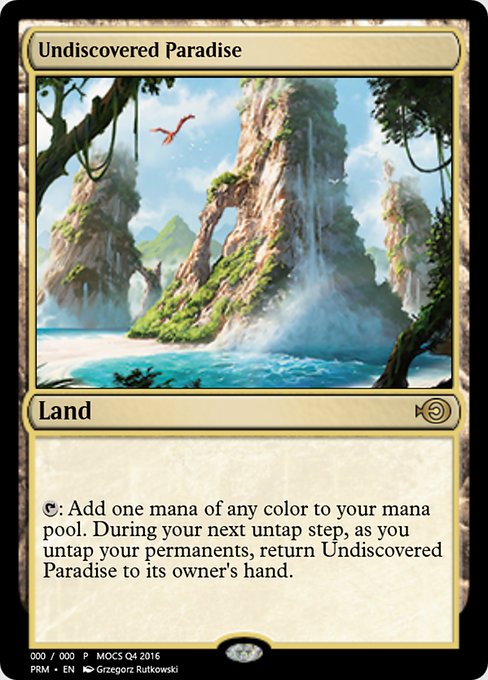 Undiscovered Paradise
Land
: Add one mana of any color to your mana
pool. During your next untap step, as you
untap your permanents, return Undiscovered
Paradise to its owner's hand.
000 / 000 P MOCS Q4 2016
PRM • EN Grzegorz Rutkowski